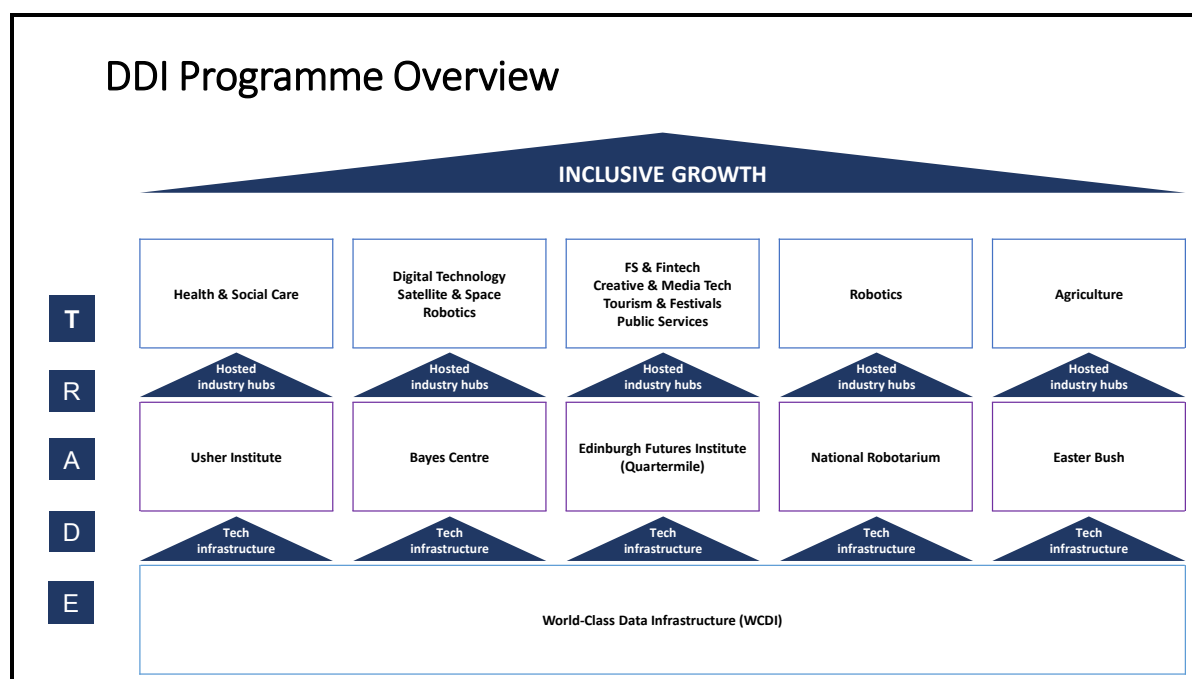 DDI Programme Overview
INCLUSIVE GROWTH
T
Health & Social Care
Digital Technology
Satellite & Space
Robotics
FS & Fintech
Creative & Media Tech
Tourism & Festivals
Public Services
Robotics
Agriculture
R
Hosted
industry hubs
Hosted
industry hubs
Hosted
industry hubs
Hosted
industry hubs
Hosted
industry hubs
A
Usher Institute
Bayes Centre
Edinburgh Futures Institute
(Quartermile)
National Robotarium
Easter Bush
D
Tech
infrastructure
Tech
infrastructure
Tech
infrastructure
Tech
infrastructure
Tech
infrastructure
E
World-Class Data Infrastructure (WCDI)